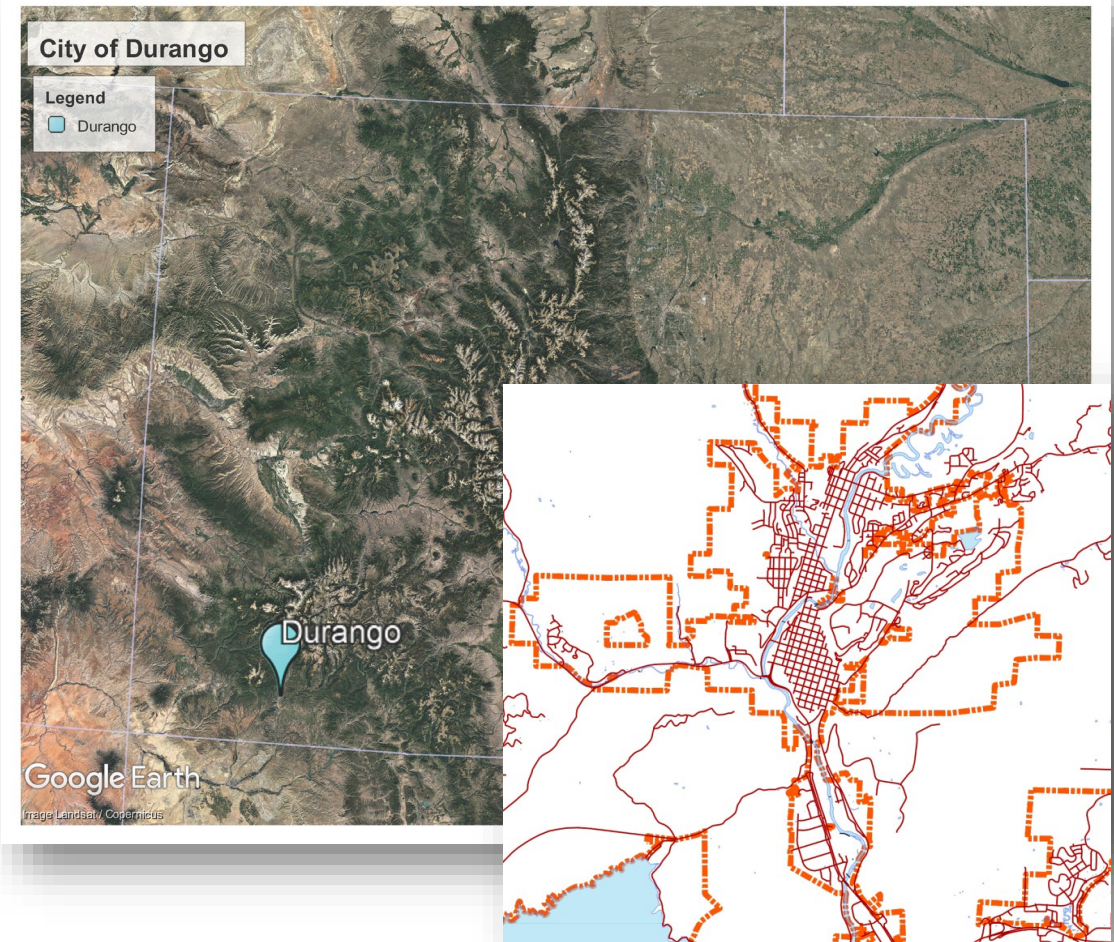 City of Durango
Legend
Durango
Durango
Google Earth
Image Landsat / Copernicus